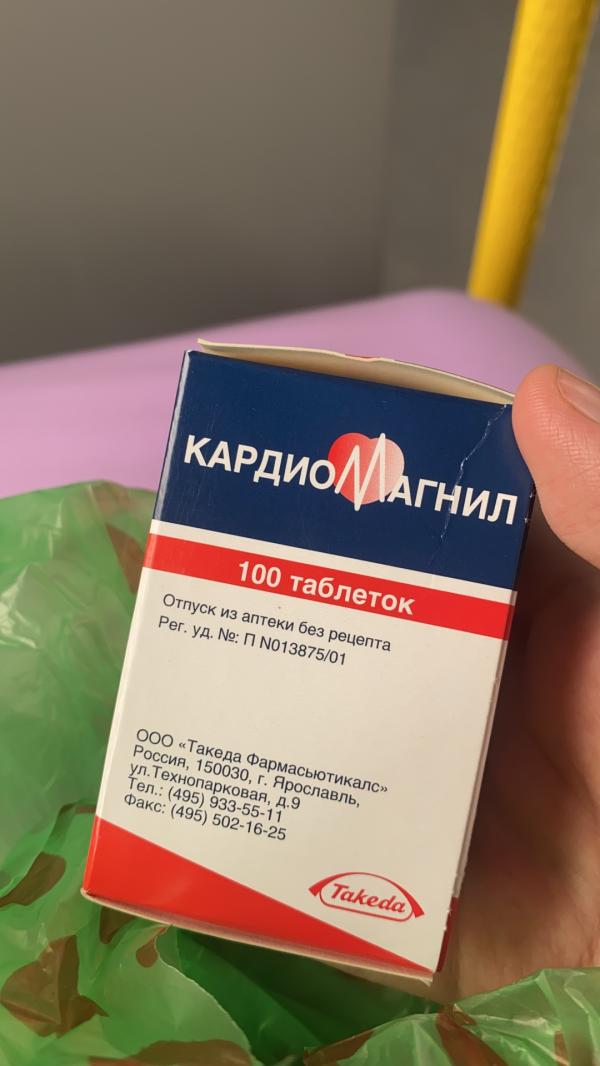 КАРДИОМАГНИЛ
100 таблеток
Отпуск из аптеки без рецепта
Рег. уд. №: П N013875/01
ООО «Такеда Фармасьютикалс»
Россия, 150030, г. Ярославль,
ул.Технопарковая, д.9
Тел.: (495) 933-55-11
Факс: (495) 502-16-25
Takeda